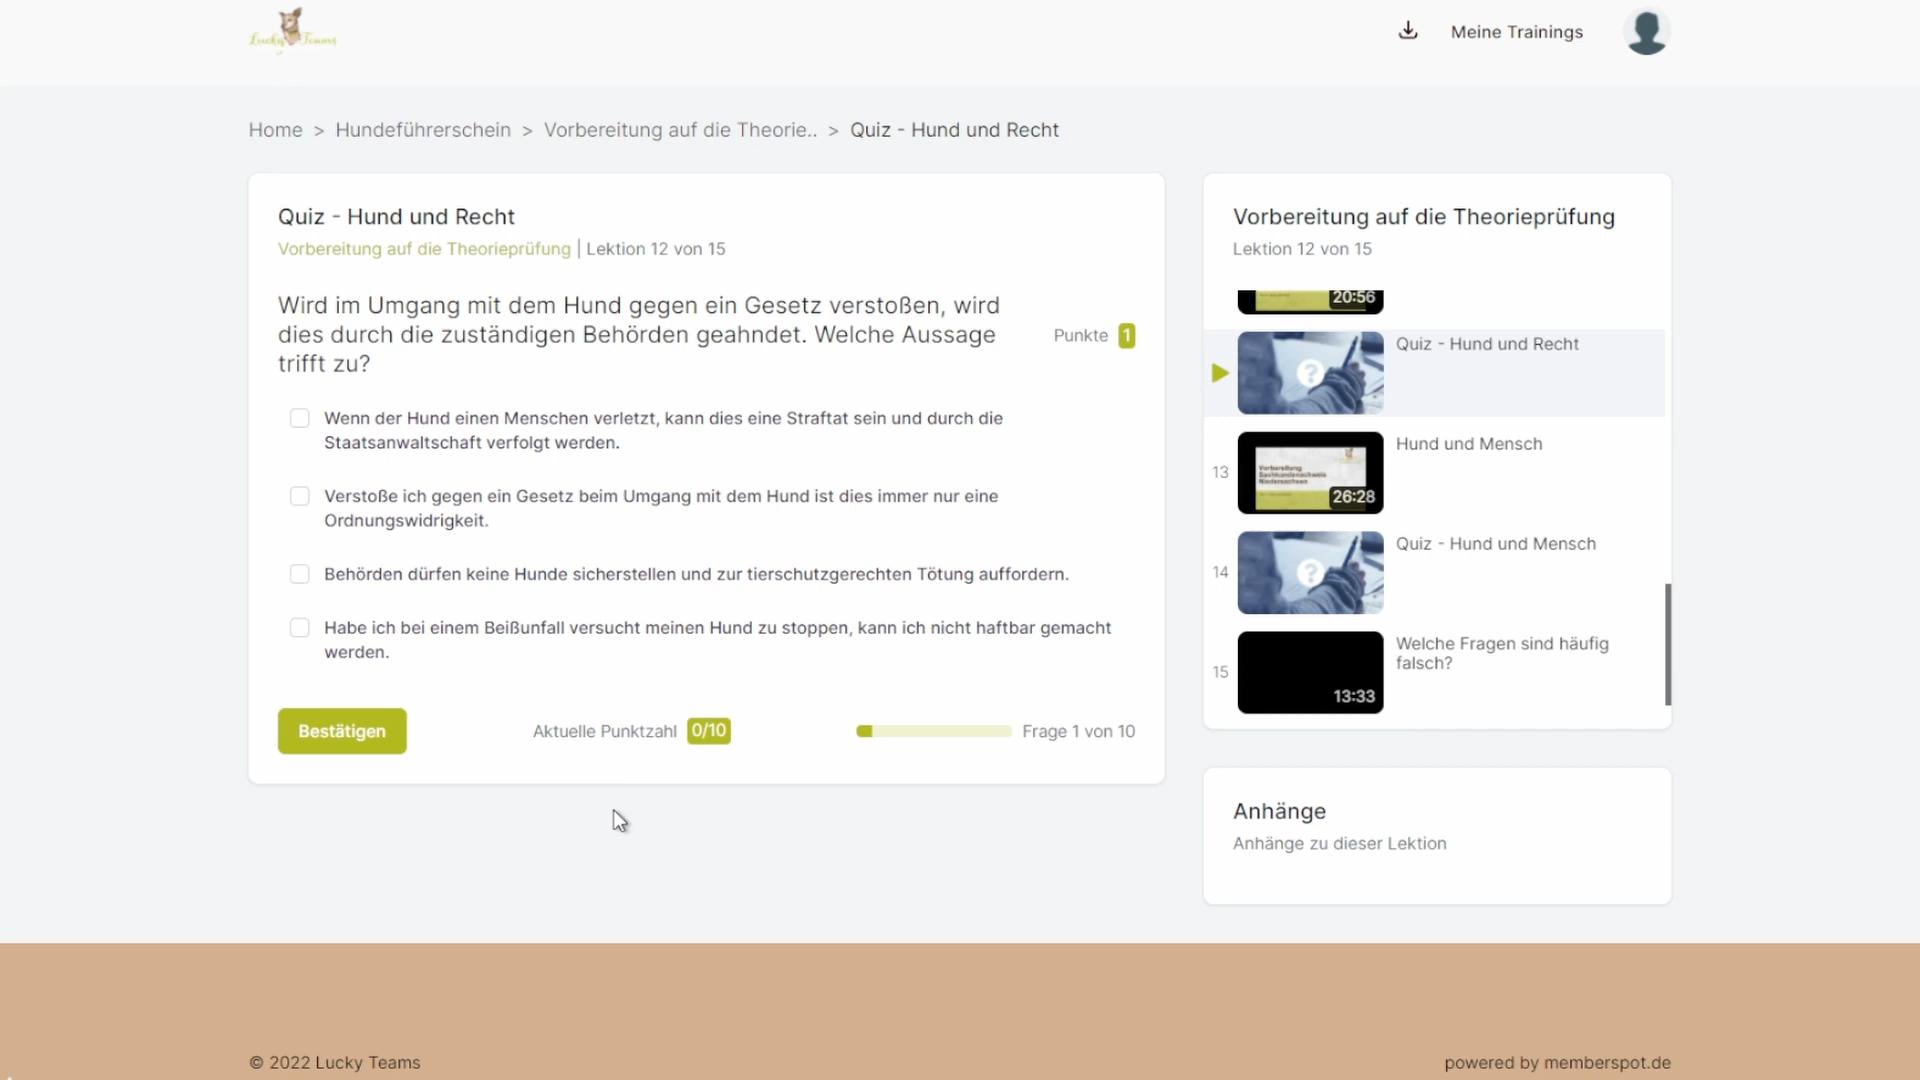 Lucky Teams
Meine Trainings
Home > Hundeführerschein > Vorbereitung auf die Theorie.. > Quiz - Hund und Recht
Quiz - Hund und Recht
Vorbereitung auf die Theorieprüfung | Lektion 12 von 15
Wird im Umgang mit dem Hund gegen ein Gesetz verstoßen, wird
dies durch die zuständigen Behörden geahndet. Welche Aussage
trifft zu?
Punkte 1
Wenn der Hund einen Menschen verletzt, kann dies eine Straftat sein und durch die
Staatsanwaltschaft verfolgt werden.
Verstoße ich gegen ein Gesetz beim Umgang mit dem Hund ist dies immer nur eine
Ordnungswidrigkeit.
Behörden dürfen keine Hunde sicherstellen und zur tierschutzgerechten Tötung auffordern.
Habe ich bei einem Beißunfall versucht meinen Hund zu stoppen, kann ich nicht haftbar gemacht
werden.
Bestätigen
Aktuelle Punktzahl 0/10
Frage 1 von 10
Vorbereitung auf die Theorieprüfung
Lektion 12 von 15
20:56
?
Quiz - Hund und Recht
13
Vorbereitung
Sachkundenachweis
Niedersachsen
26:28
Hund und Mensch
14
?
Quiz - Hund und Mensch
15
13:33
Welche Fragen sind häufig
falsch?
Anhänge
Anhänge zu dieser Lektion
© 2022 Lucky Teams
powered by memberspot.de